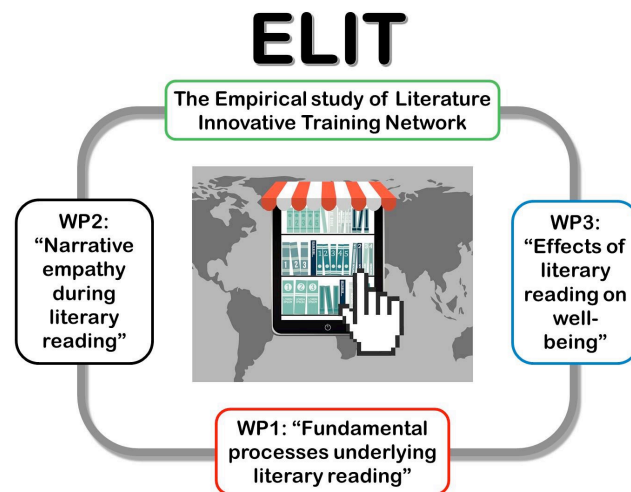 ELIT
The Empirical study of Literature
Innovative Training Network
WP2:
“Narrative
empathy
during
literary
reading”
WP3:
“Effects of
literary
reading on
well-
being”
WP1: “Fundamental
processes underlying
literary reading”